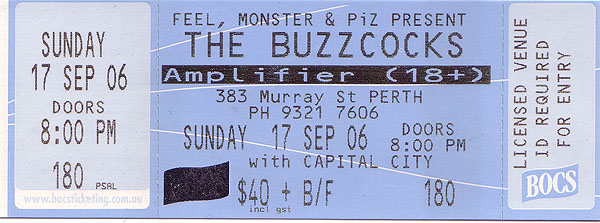 SUNDAY
17 SEP 06
DOORS
8:00 PM
180 PSAL
www.bocsticketing.com.au
FEEL, MONSTER & PiZ PRESENT
THE BUZZCOCKS
Amplifier (18+)
383 Murray St PERTH
PH 9321 7606
SUNDAY 17 SEP 06 DOORS 8:00 PM
with CAPITAL CITY
$40 + B/F 180
incl gst
LICENSED VENUE
ID REQUIRED
FOR ENTRY
BOCS